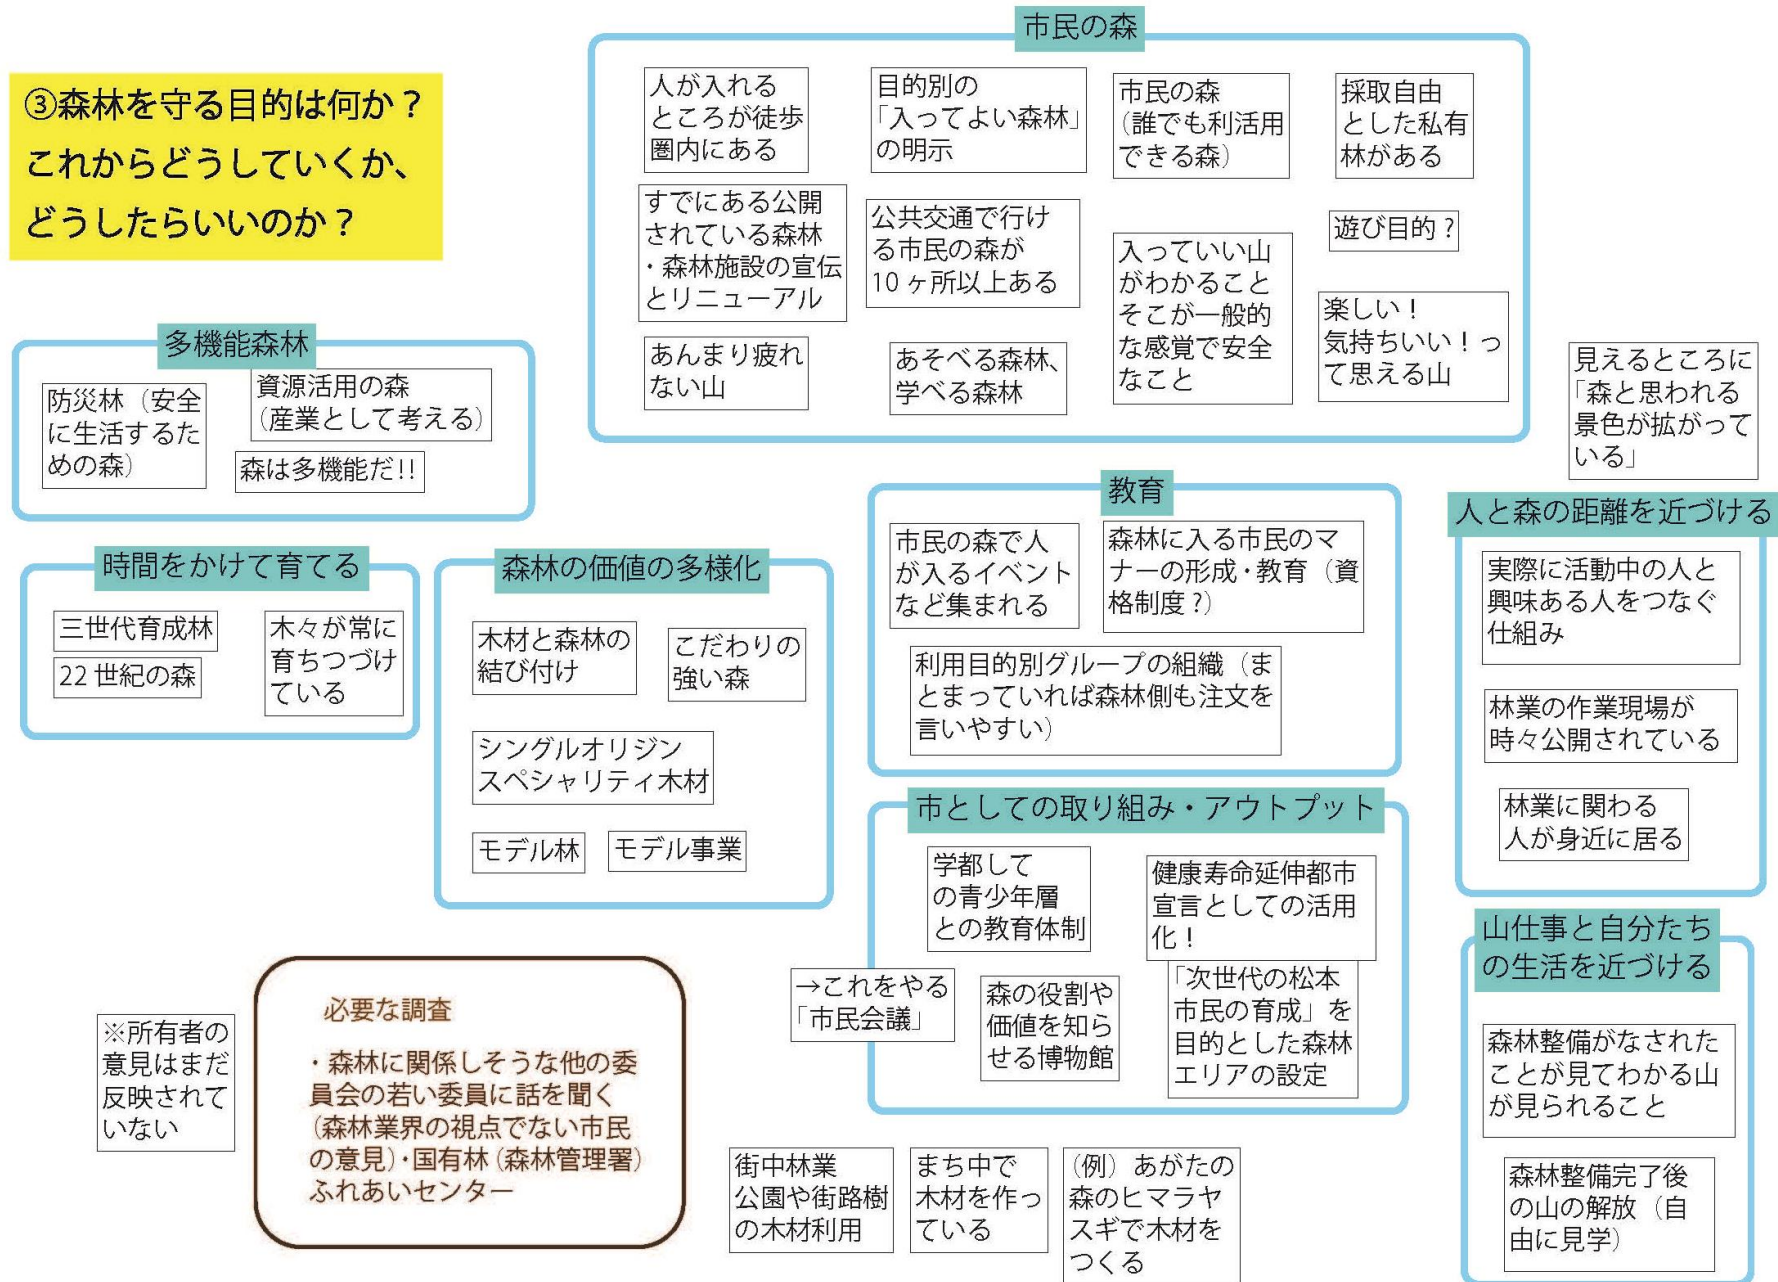 ③森林を守る目的は何か？
これからどうしていくか、
どうしたらいいのか？
市民の森
人が入れる
ところが徒歩
圏内にある
目的別の
「入ってよい森林」
の明示
市民の森
（誰でも利活用
できる森）
採取自由
とした私有
林がある
すでにある公開
されている森林
・森林施設の宣伝
とリニューアル
公共交通で行け
る市民の森が
10 ヶ所以上ある
入っていい山
がわかること
そこが一般的
な感覚で安全
なこと
遊び目的 ?
楽しい！
気持ちいい！っ
て思える山
あんまり疲れ
ない山
あそべる森林、
学べる森林
多機能森林
防災林（安全
に生活するた
めの森）
資源活用の森
（産業として考える）
森は多機能だ !!
見えるところに
「森と思われる
景色が拡がって
いる」
時間をかけて育てる
三世代育成林
22 世紀の森
木々が常に
育ちつづけ
ている
森林の価値の多様化
木材と森林の
結び付け
こだわりの
強い森
シングルオリジン
スペシャリティ木材
モデル林
モデル事業
教育
市民の森で人
が入るイベント
など集まれる
森林に入る市民のマ
ナーの形成・教育（資
格制度 ?）
利用目的別グループの組織（ま
とまっていれば森林側も注文を
言いやすい）
人と森の距離を近づける
実際に活動中の人と
興味ある人をつなぐ
仕組み
林業の作業現場が
時々公開されている
林業に関わる
人が身近に居る
市としての取り組み・アウトプット
学都して
の青少年層
との教育体制
健康寿命延伸都市
宣言としての活用
化！
→これをやる
「市民会議」
森の役割や
価値を知ら
せる博物館
「次世代の松本
市民の育成」を
目的とした森林
エリアの設定
山仕事と自分たち
の生活を近づける
森林整備がなされた
ことが見てわかる山
が見られること
森林整備完了後
の山の解放（自
由に見学）
※所有者の
意見はまだ
反映されて
いない
必要な調査
・森林に関係しそうな他の委
員会の若い委員に話を聞く
（森林業界の視点でない市民
の意見）・国有林（森林管理署）
ふれあいセンター
街中林業
公園や街路樹
の木材利用
まち中で
木材を作っ
ている
（例）あがたの
森のヒマラヤ
スギで木材を
つくる